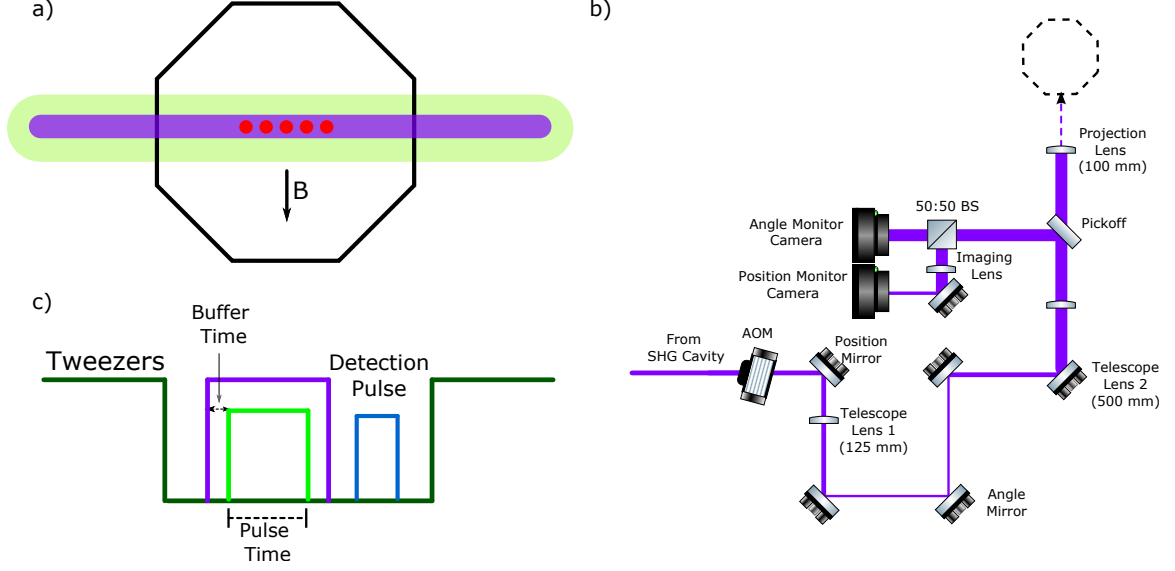 a)
B
b)
Projection
Lens
(100 mm)
50:50 BS
Pickoff
Angle Monitor
Camera
Imaging
Lens
Position Monitor
Camera
From
SHG Cavity
AOM
Position
Mirror
Telescope
Lens 1
(125 mm)
Telescope
Lens 2
(500 mm)
Angle
Mirror
c)
Buffer
Time
Tweezers
Detection
Pulse
Pulse
Time